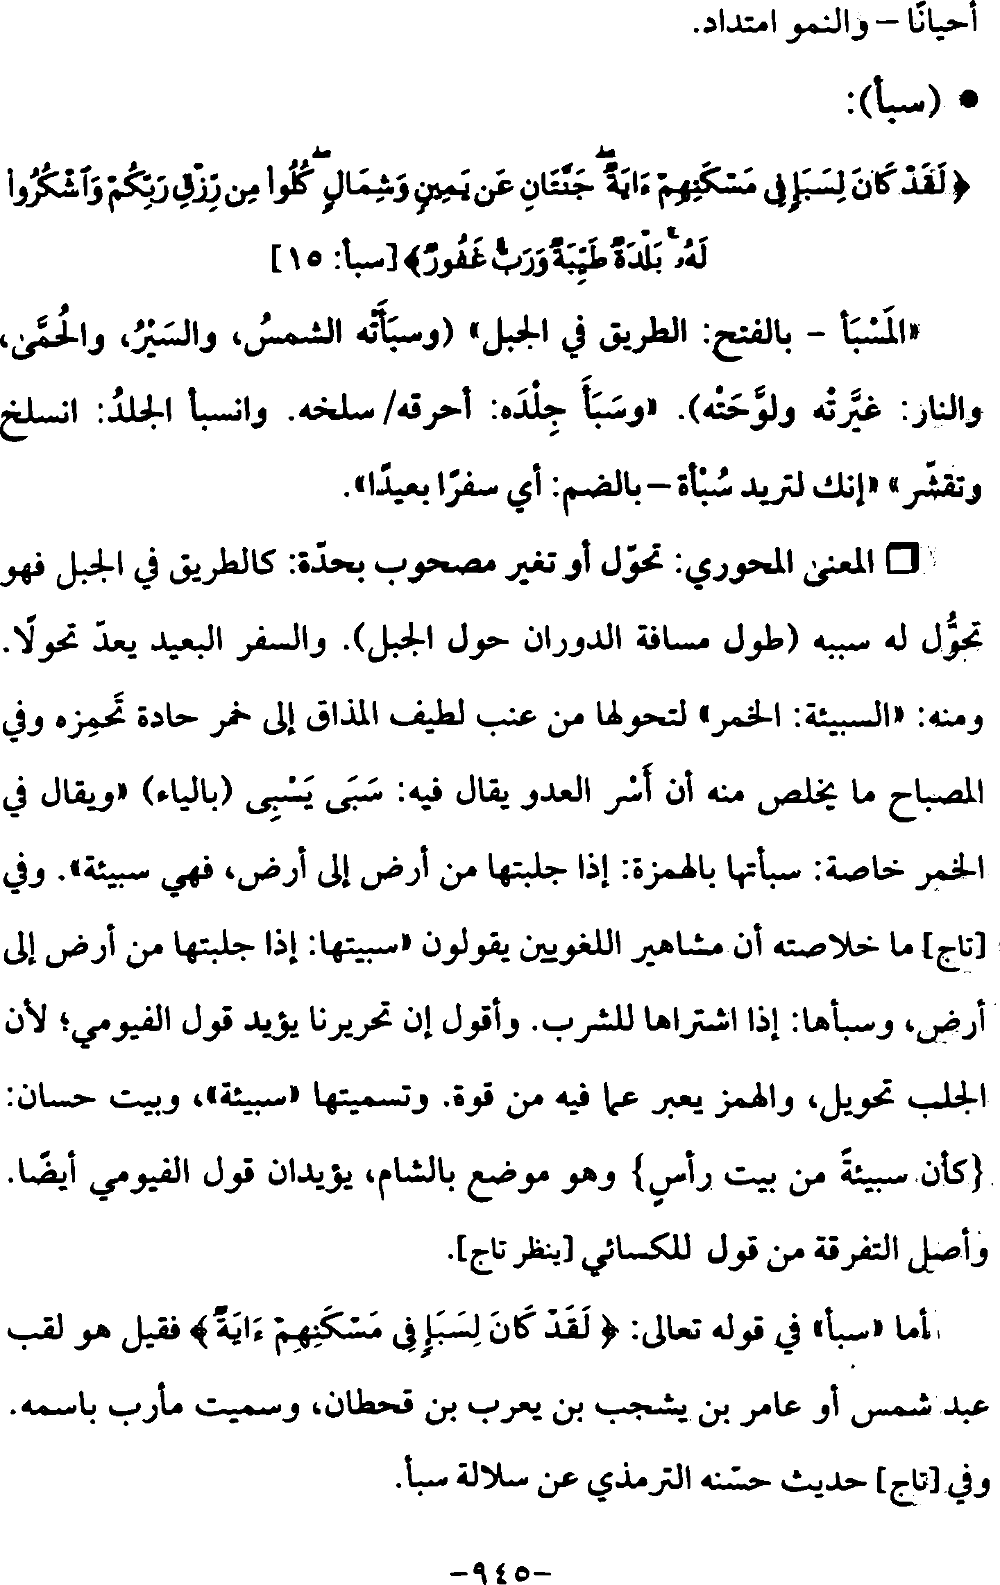 أحيانًا – والنمو امتداد.
● (سبأ):
﴿لَقَدْ كَانَ لِسَبَإٍ فِي مَسْكَنِهِمْ ءَايَةٌ ۖ جَنَّتَانِ عَن يَمِينٍ وَشِمَالٍ ۖ كُلُوا مِن رِّزْقِ رَبِّكُمْ وَٱشْكُرُوا
لَهُۥ ۚ بَلْدَةٌ طَيِّبَةٌ وَرَبٌّ غَفُورٌ﴾ [سبأ: ١٥]
«المَسْبَأ – بالفتح: الطريق في الجبل» (وسبَأَتْه الشمسُ، والسَيْرُ، والحُمَّى،
والنار: غيَّرتْه ولوَّحَتْه). «وسَبَأَ جِلْدَه: أحرقه/ سلخه. وانسبأ الجلدُ: انسلخ
وتقشّر» «إنك لتريد سُبْأة – بالضم: أي سفرًا بعيدًا».
❒ المعنى المحوري: تحوّل أو تغير مصحوب بحدّة: كالطريق في الجبل فهو
تحوُّل له سببه (طول مسافة الدوران حول الجبل). والسفر البعيد يعدّ تحولًا.
ومنه: «السبيئة: الخمر» لتحولها من عنب لطيف المذاق إلى خمر حادة تَحمِزه وفي
المصباح ما يخلص منه أن أَسْر العدو يقال فيه: سَبَى يَسْبِى (بالياء) «ويقال في
الخمر خاصة: سبأتها بالهمزة: إذا جلبتها من أرض إلى أرض، فهي سبيئة». وفي
[تاج] ما خلاصته أن مشاهير اللغويين يقولون «سبيتها: إذا جلبتها من أرض إلى
أرض، وسبأها: إذا اشتراها للشرب. وأقول إن تحريرنا يؤيد قول الفيومي؛ لأن
الجلب تحويل، والهمز يعبر عما فيه من قوة. وتسميتها «سبيئة»، وبيت حسان:
{كأن سبيئةً من بيت رأسٍ} وهو موضع بالشام، يؤيدان قول الفيومي أيضًا.
وأصل التفرقة من قول للكسائي [ينظر تاج].
أما «سبأ» في قوله تعالى: ﴿لَقَدْ كَانَ لِسَبَإٍ فِي مَسْكَنِهِمْ ءَايَةٌ﴾ فقيل هو لقب
عبد شمس أو عامر بن يشجب بن يعرب بن قحطان، وسميت مأرب باسمه.
وفي [تاج] حديث حسّنه الترمذي عن سلالة سبأ.
-٩٤٥-